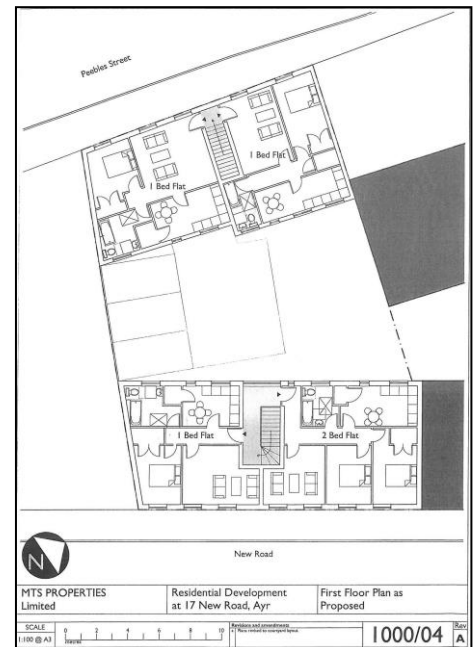 Peebles Street
1 Bed Flat
1 Bed Flat
1 Bed Flat
2 Bed Flat
N
New Road
MTS PROPERTIES
Limited
Residential Development
at 17 New Road, Ayr
First Floor Plan as
Proposed
SCALE
1:100 @ A3
0 2 4 6 8 10
metres
Revisions and amendments
1000/04
Rev
A